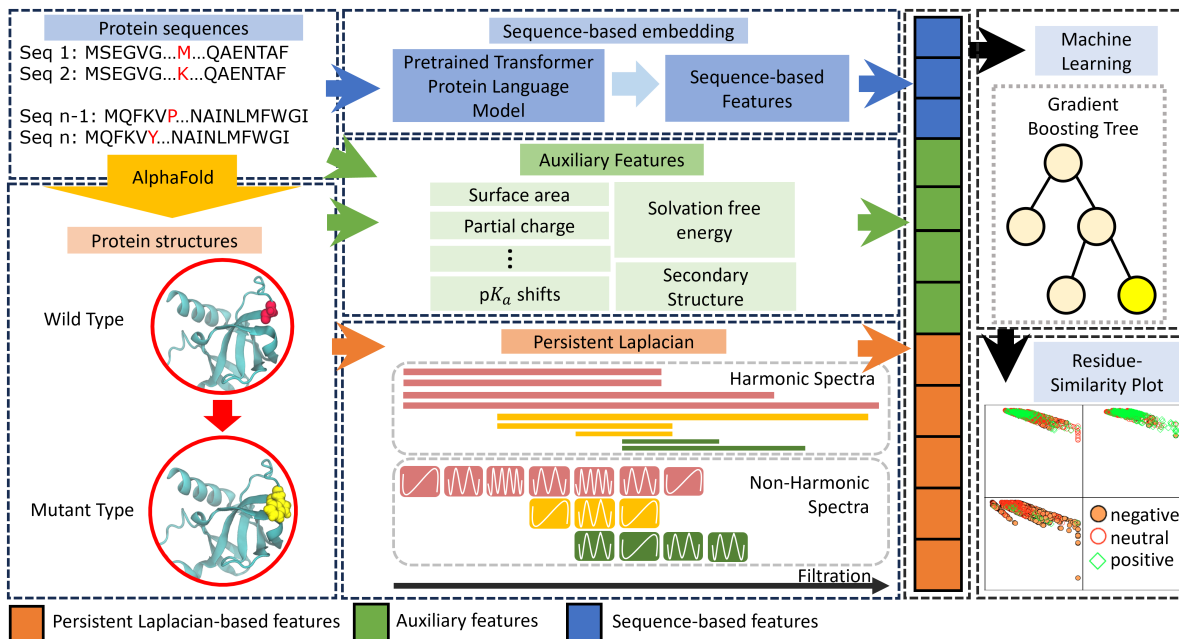 Protein sequences
Seq 1: MSEGVG...M...QAENTAF
Seq 2: MSEGVG...K...QAENTAF
Seq n-1: MQFKVP...NAINLMFWGI
Seq n: MQFKVY...NAINLMFWGI
AlphaFold
Protein structures
Wild Type
Mutant Type
Sequence-based embedding
Pretrained Transformer
Protein Language
Model
Sequence-based
Features
Auxiliary Features
Surface area
Partial charge
⋮
pKₐ shifts
Solvation free
energy
Secondary
Structure
Persistent Laplacian
Harmonic Spectra
Non-Harmonic
Spectra
Filtration
Machine
Learning
Gradient
Boosting Tree
Residue-
Similarity Plot
negative
neutral
positive
Persistent Laplacian-based features
Auxiliary features
Sequence-based features